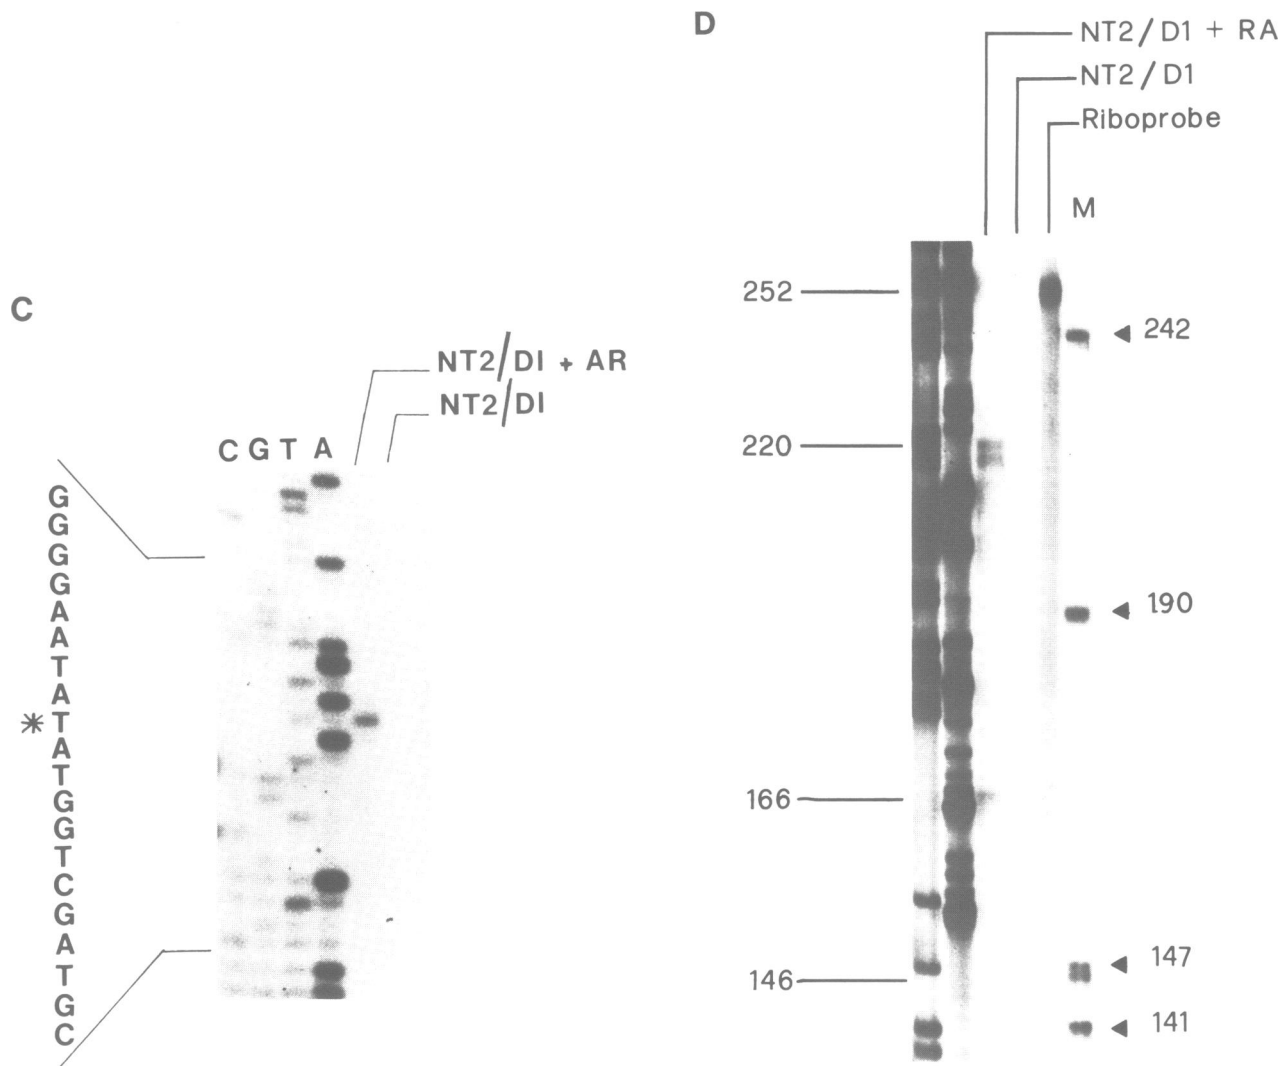 C
NT2/DI + AR
NT2/DI
C G T A
G
G
G
G
A
A
T
A
* T
A
T
G
G
T
C
G
A
T
G
C
D
NT2/D1 + RA
NT2/D1
Riboprobe
M
252
220
166
146
242
190
147
141